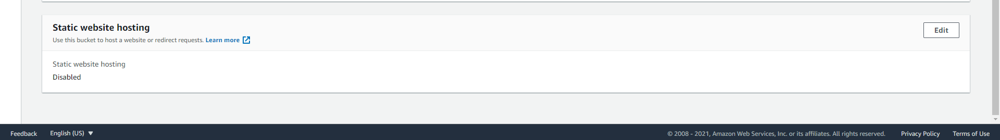 Static website hosting
Edit
Use this bucket to host a website or redirect requests. Learn more
Static website hosting
Disabled
Feedback English (US) © 2008 - 2021, Amazon Web Services, Inc. or its affiliates. All rights reserved. Privacy Policy Terms of Use